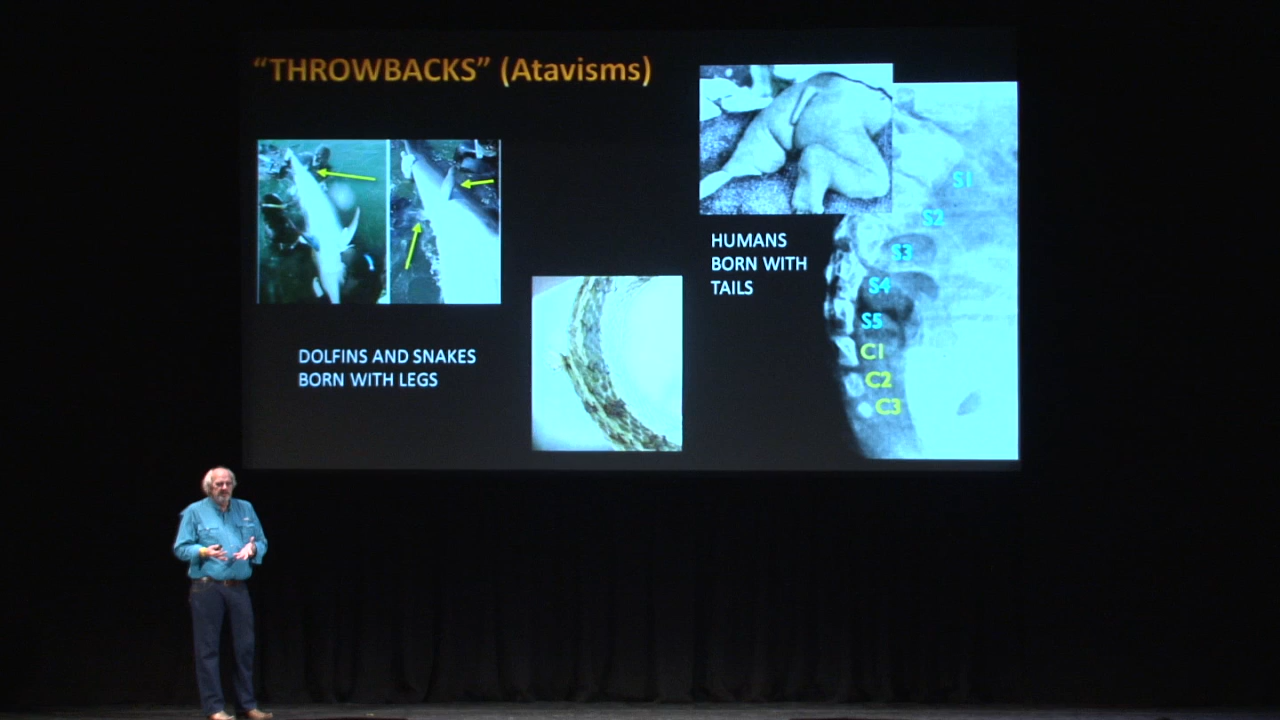 “THROWBACKS” (Atavisms)
DOLFINS AND SNAKES
BORN WITH LEGS
HUMANS
BORN WITH
TAILS
S1
S2
S3
S4
S5
C1
C2
C3